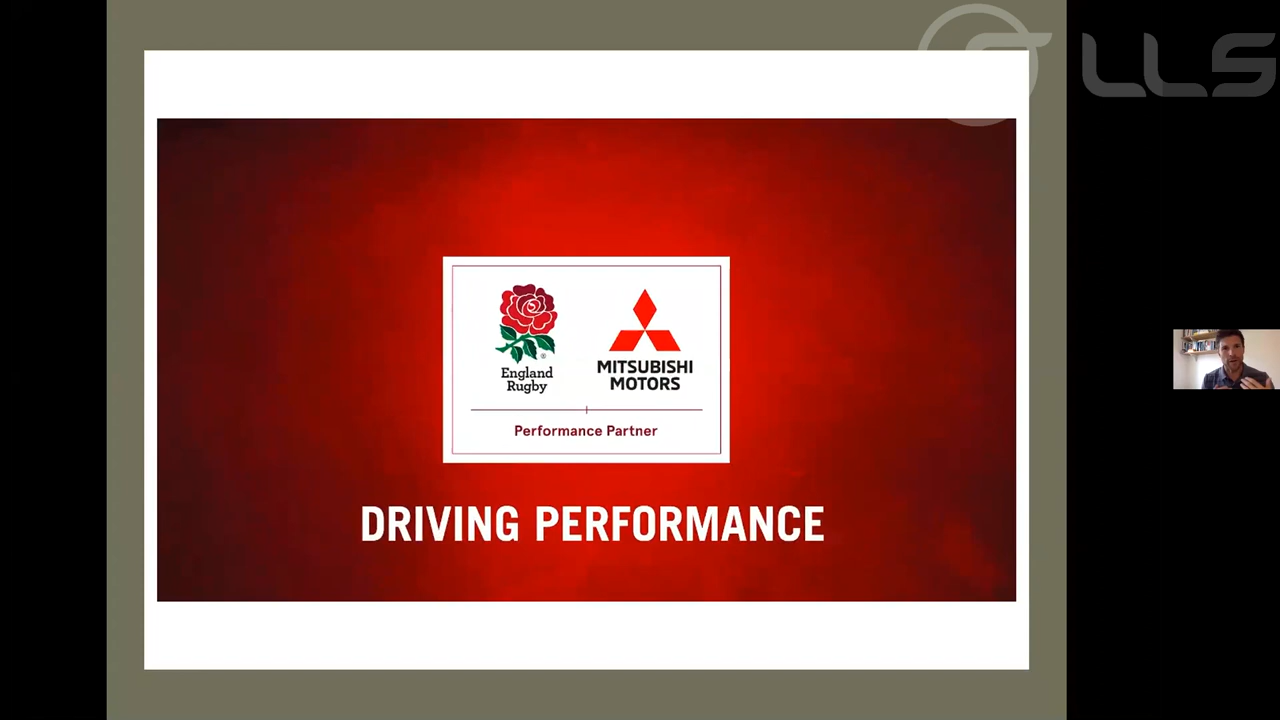 LLS
England
Rugby
MITSUBISHI
MOTORS
Performance Partner
DRIVING PERFORMANCE